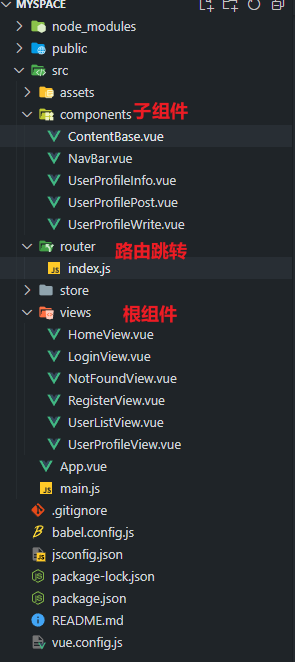 MYSPACE
node_modules
public
src
assets
components 子组件
ContentBase.vue
NavBar.vue
UserProfileInfo.vue
UserProfilePost.vue
UserProfileWrite.vue
router 路由跳转
JS index.js
store
views 根组件
HomeView.vue
LoginView.vue
NotFoundView.vue
RegisterView.vue
UserListView.vue
UserProfileView.vue
App.vue
JS main.js
.gitignore
babel.config.js
jsconfig.json
package-lock.json
package.json
README.md
vue.config.js